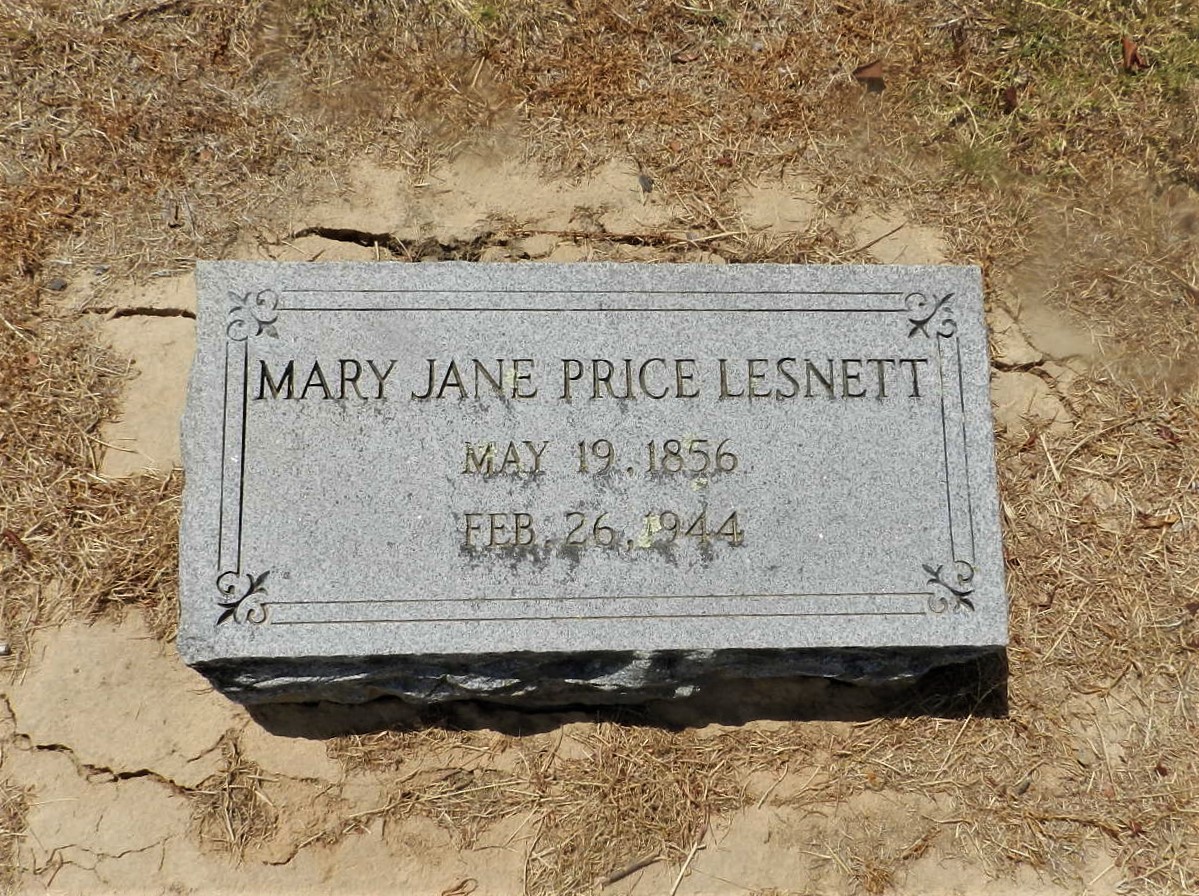 MARY JANE PRICE LESNETT
MAY 19, 1856
FEB. 26, 1944